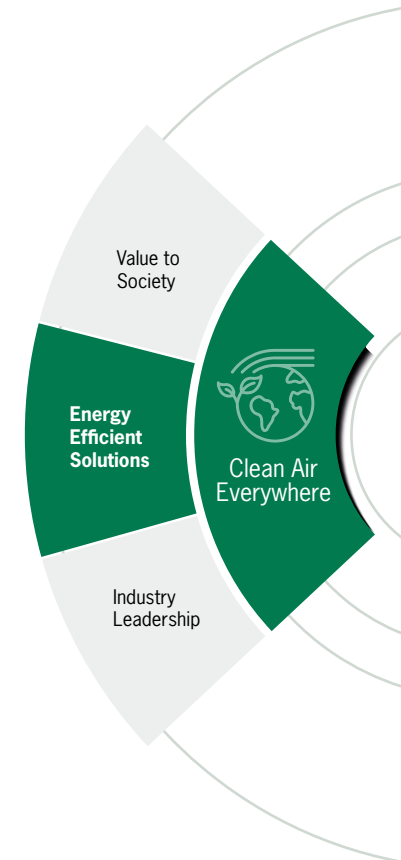 Value to
Society
Energy
Efficient
Solutions
Clean Air
Everywhere
Industry
Leadership